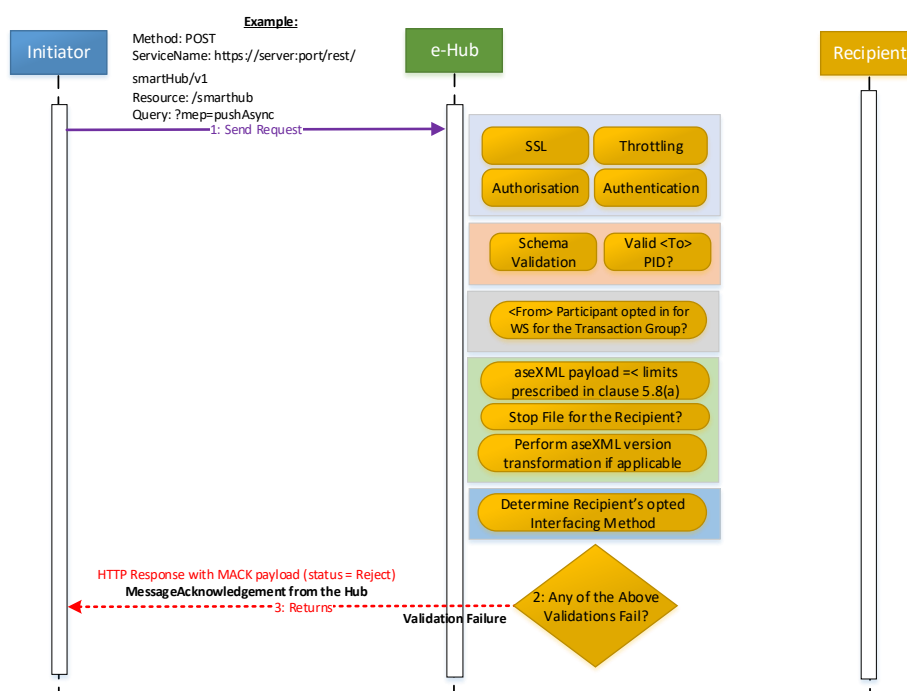 Example:
Method: POST
ServiceName: https://server:port/rest/
smartHub/v1
Resource: /smarthub
Query: ?mep=pushAsync
Initiator
e-Hub
Recipient
1: Send Request
SSL
Throttling
Authorisation
Authentication
Schema
Validation
Valid <To>
PID?
<From> Participant opted in for
WS for the Transaction Group?
aseXML payload =< limits
prescribed in clause 5.8(a)
Stop File for the Recipient?
Perform aseXML version
transformation if applicable
Determine Recipient's opted
Interfacing Method
HTTP Response with MACK payload (status = Reject)
MessageAcknowledgement from the Hub
3: Returns
Validation Failure
2: Any of the Above
Validations Fail?